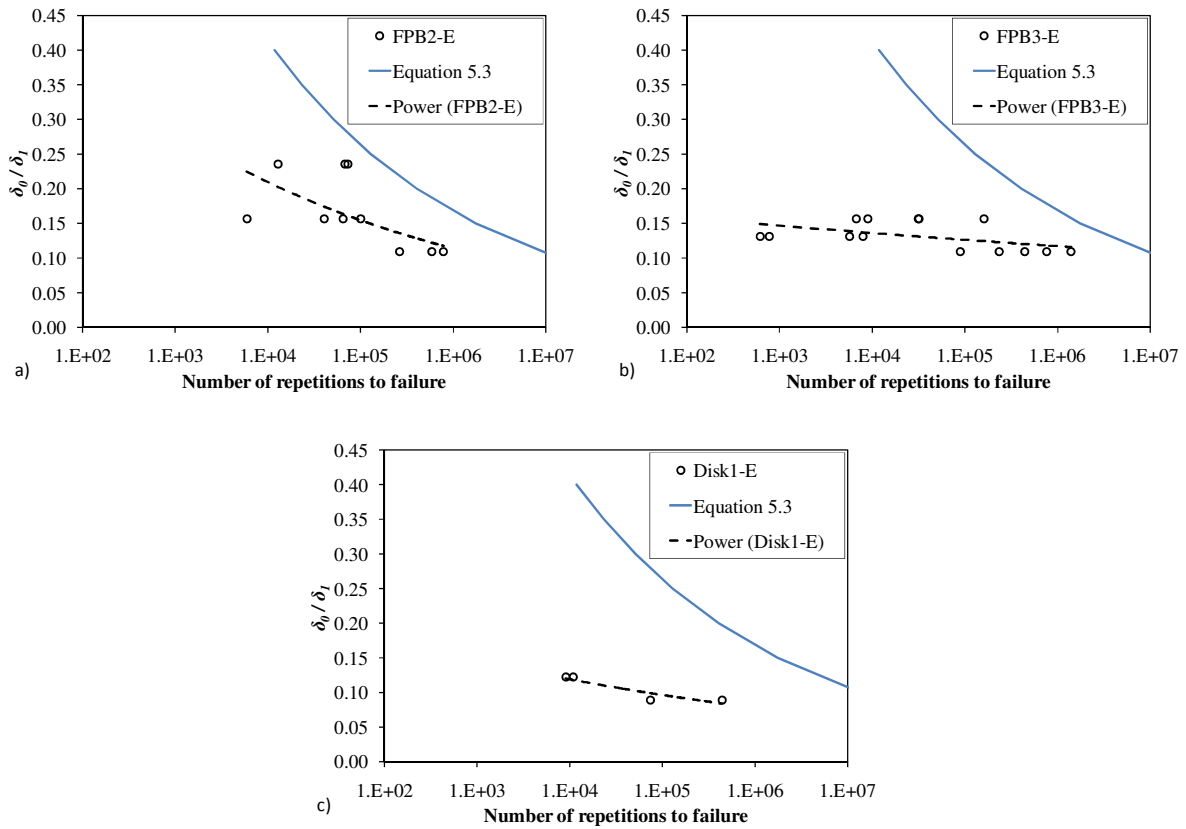 0.45
0.40
0.35
0.30
0.25
0.20
0.15
0.10
0.05
0.00
δ0 / δ1
FPB2-E
Equation 5.3
Power (FPB2-E)
1.E+02 1.E+03 1.E+04 1.E+05 1.E+06 1.E+07
a)
Number of repetitions to failure
0.45
0.40
0.35
0.30
0.25
0.20
0.15
0.10
0.05
0.00
δ0 / δ1
FPB3-E
Equation 5.3
Power (FPB3-E)
1.E+02 1.E+03 1.E+04 1.E+05 1.E+06 1.E+07
b)
Number of repetitions to failure
0.45
0.40
0.35
0.30
0.25
0.20
0.15
0.10
0.05
0.00
δ0 / δ1
Disk1-E
Equation 5.3
Power (Disk1-E)
1.E+02 1.E+03 1.E+04 1.E+05 1.E+06 1.E+07
c)
Number of repetitions to failure